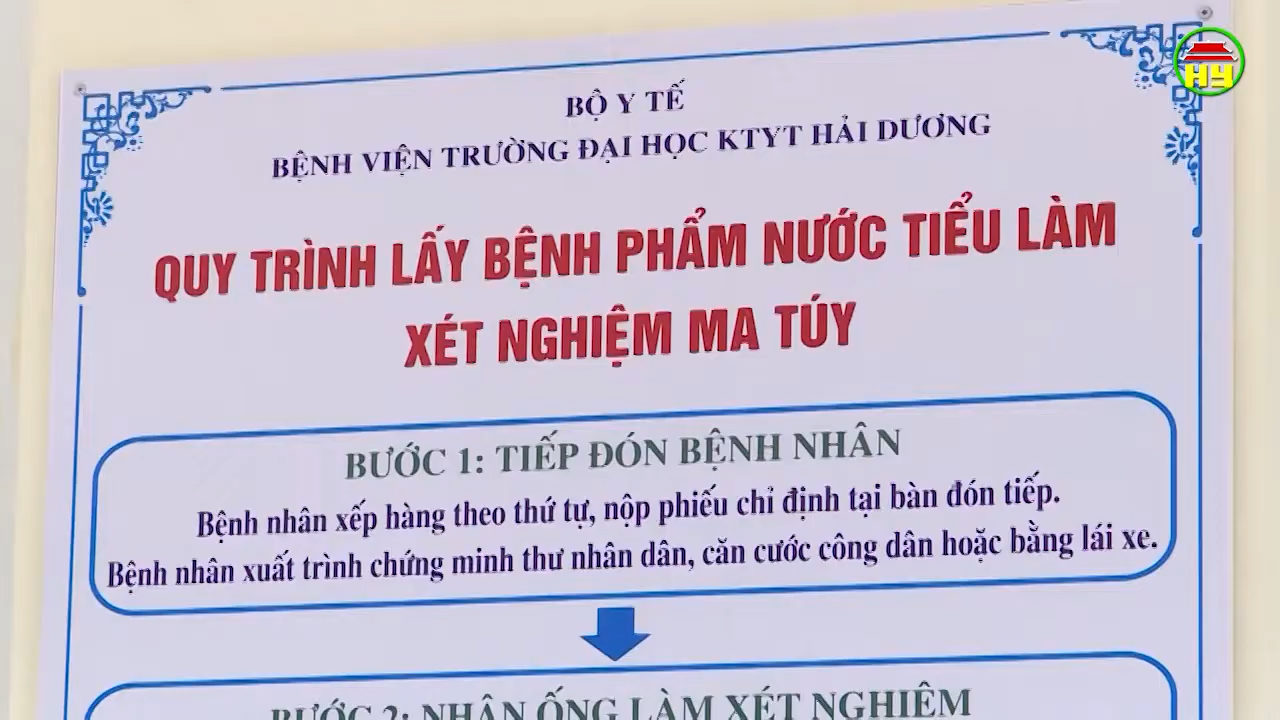 HY
BỘ Y TẾ
BỆNH VIỆN TRƯỜNG ĐẠI HỌC KTYT HẢI DƯƠNG
QUY TRÌNH LẤY BỆNH PHẨM NƯỚC TIỂU LÀM
XÉT NGHIỆM MA TÚY
BƯỚC 1: TIẾP ĐÓN BỆNH NHÂN
Bệnh nhân xếp hàng theo thứ tự, nộp phiếu chỉ định tại bàn đón tiếp.
Bệnh nhân xuất trình chứng minh thư nhân dân, căn cước công dân hoặc bằng lái xe.
BƯỚC 2: NHẬN ỐNG LÀM XÉT NGHIỆM